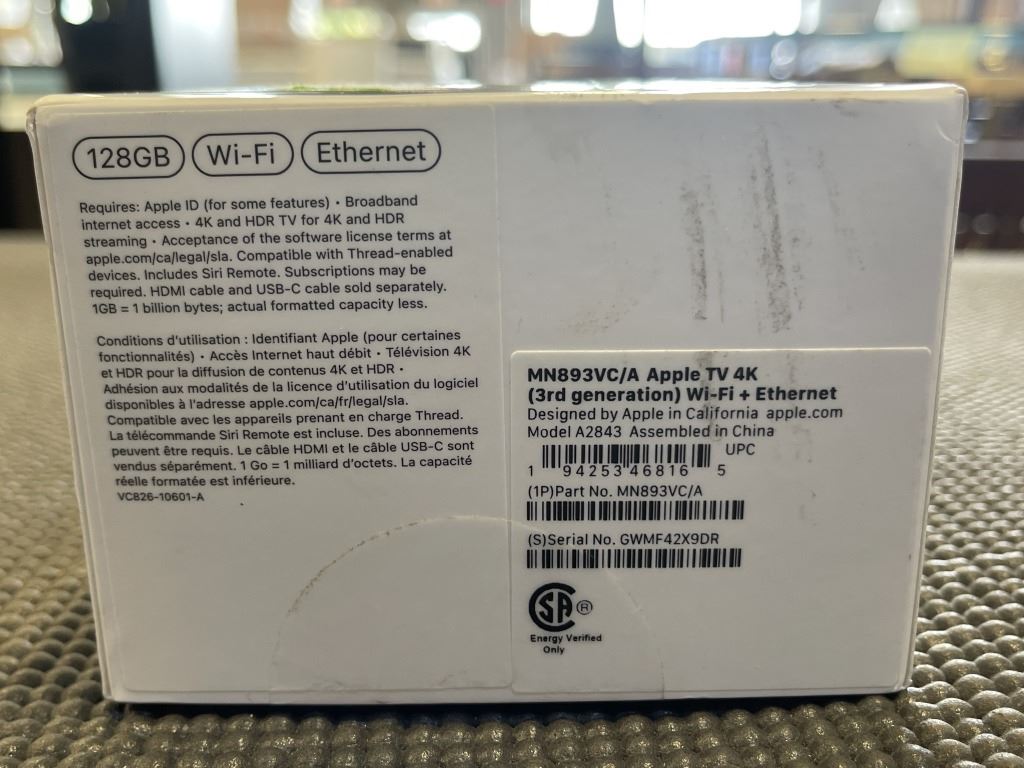 128GB Wi-Fi Ethernet
Requires: Apple ID (for some features) • Broadband
internet access • 4K and HDR TV for 4K and HDR
streaming • Acceptance of the software license terms at
apple.com/ca/legal/sla. Compatible with Thread-enabled
devices. Includes Siri Remote. Subscriptions may be
required. HDMI cable and USB-C cable sold separately.
1GB = 1 billion bytes; actual formatted capacity less.
Conditions d'utilisation : Identifiant Apple (pour certaines
fonctionnalités) • Accès Internet haut débit • Télévision 4K
et HDR pour la diffusion de contenus 4K et HDR •
Adhésion aux modalités de la licence d'utilisation du logiciel
disponibles à l'adresse apple.com/ca/fr/legal/sla.
Compatible avec les appareils prenant en charge Thread.
La télécommande Siri Remote est incluse. Des abonnements
peuvent être requis. Le câble HDMI et le câble USB-C sont
vendus séparément. 1 Go = 1 milliard d'octets. La capacité
réelle formatée est inférieure.
VC826-10601-A
MN893VC/A Apple TV 4K
(3rd generation) Wi-Fi + Ethernet
Designed by Apple in California apple.com
Model A2843 Assembled in China
UPC
1 94253 46816 5
(1P)Part No. MN893VC/A
(S)Serial No. GWMF42X9DR
SA ®
Energy Verified
Only